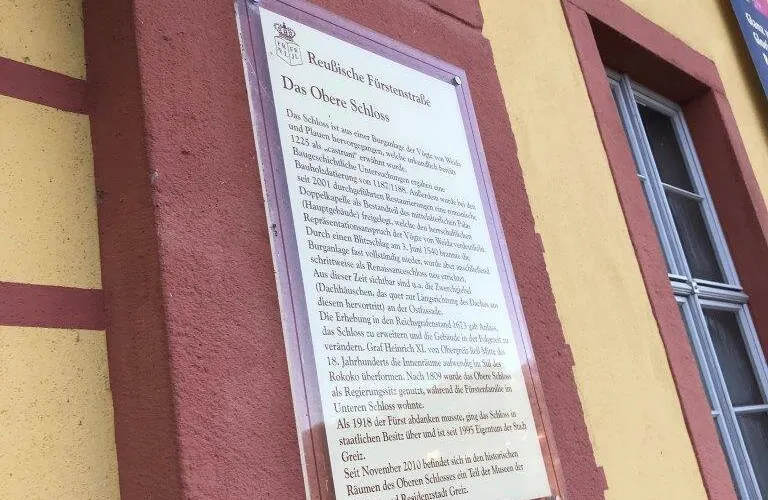 Reußische Fürstenstraße
Das Obere Schloss
Das Schloss ist aus einer Burganlage der Vögte von Weida
und Plauen hervorgegangen, welche urkundlich bereits
1225 als „castrum" erwähnt wurde.
Baugeschichtliche Untersuchungen ergaben eine
Bauholzdatierung von 1187/1188. Außerdem wurde bei den
seit 2001 durchgeführten Restaurierungen eine romanische
Doppelkapelle als Bestandteil des mittelalterlichen Palas
(Hauptgebäude) freigelegt, welche den herrschaftlichen
Repräsentationsanspruch der Vögte von Weida verdeutlicht.
Durch einen Blitzschlag am 3. Juni 1540 brannte die
Burganlage fast vollständig nieder, wurde aber anschließend
schrittweise als Renaissanceschloss neu errichtet.
Aus dieser Zeit sichtbar sind u.a. die Zwerchgiebel
(Dachhäuschen, das quer zur Längsrichtung des Daches aus
diesem hervortritt) an der Ostfassade.
Die Erhebung in den Reichsgrafenstand 1673 gab Anlass,
das Schloss zu erweitern und die Gebäude in der Folgezeit zu
verändern. Graf Heinrich XI. von Obergreiz ließ Mitte des
18. Jahrhunderts die Innenräume aufwendig im Stil des
Rokoko überformen. Nach 1809 wurde das Obere Schloss
als Regierungssitz genutzt, während die Fürstenfamilie im
Unteren Schloss wohnte.
Als 1918 der Fürst abdanken musste, ging das Schloss in
staatlichen Besitz über und ist seit 1995 Eigentum der Stadt
Greiz.
Seit November 2010 befindet sich in den historischen
Räumen des Oberen Schlosses ein Teil der Museen der
und Residenzstadt Greiz.